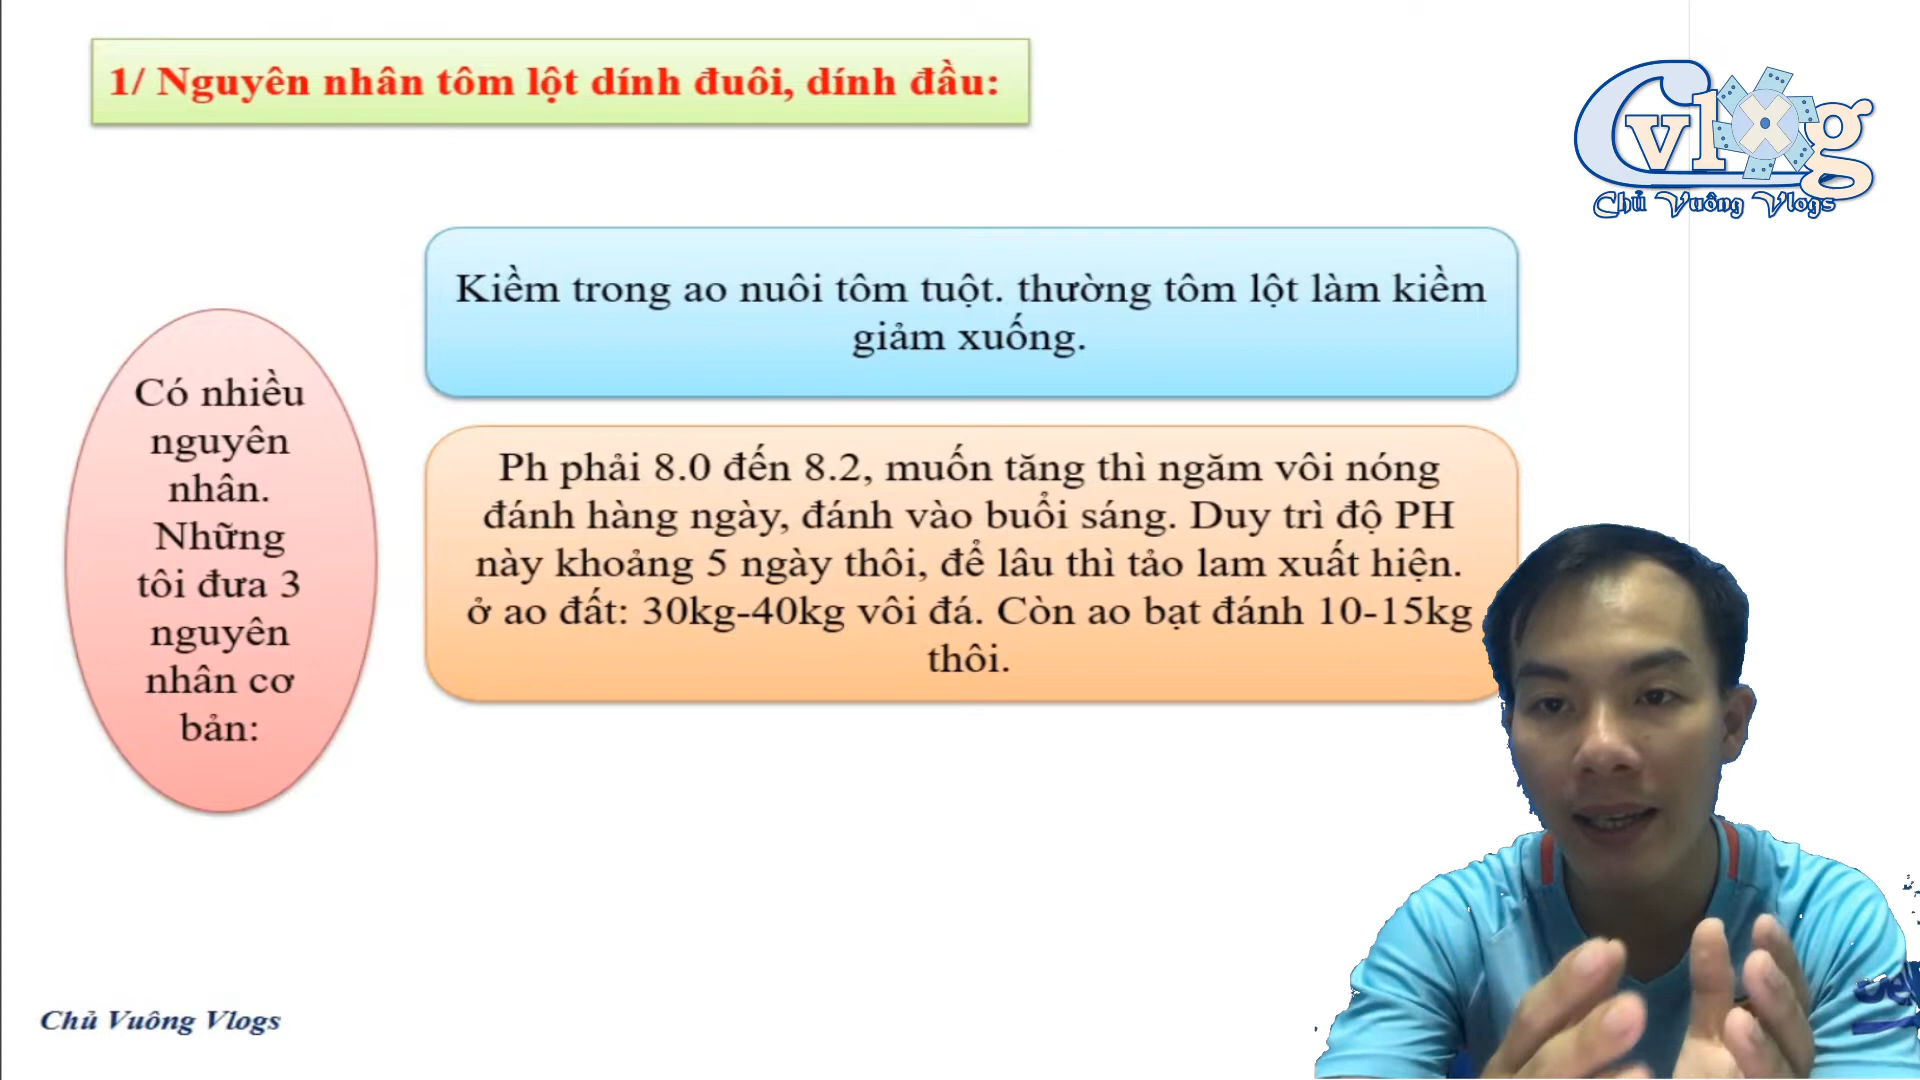 1/ Nguyên nhân tôm lột dính đuôi, dính đầu:
Cvlog
Chủ Vuông Vlogs
Kiềm trong ao nuôi tôm tuột. thường tôm lột làm kiềm
giảm xuống.
Có nhiều
nguyên
nhân.
Những
tôi đưa 3
nguyên
nhân cơ
bản:
Ph phải 8.0 đến 8.2, muốn tăng thì ngăm vôi nóng
đánh hàng ngày, đánh vào buổi sáng. Duy trì độ PH
này khoảng 5 ngày thôi, để lâu thì tảo lam xuất hiện.
ở ao đất: 30kg-40kg vôi đá. Còn ao bạt đánh 10-15kg
thôi.
Chủ Vuông Vlogs